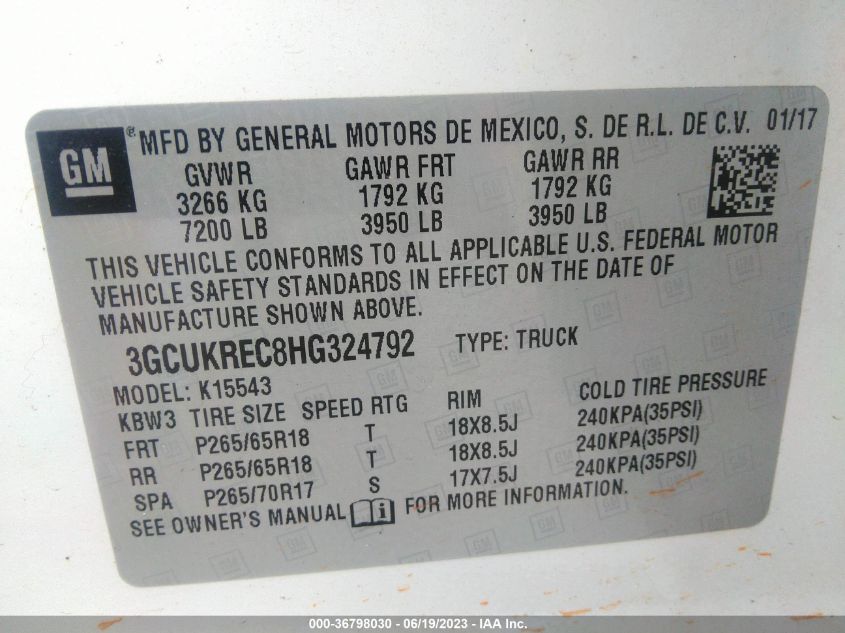 GM ® MFD BY GENERAL MOTORS DE MEXICO, S. DE R.L. DE C.V. 01/17
GVWR GAWR FRT GAWR RR
3266 KG 1792 KG 1792 KG
7200 LB 3950 LB 3950 LB
THIS VEHICLE CONFORMS TO ALL APPLICABLE U.S. FEDERAL MOTOR
VEHICLE SAFETY STANDARDS IN EFFECT ON THE DATE OF
MANUFACTURE SHOWN ABOVE.
3GCUKREC8HG324792 TYPE: TRUCK
MODEL: K15543
KBW3 TIRE SIZE SPEED RTG RIM COLD TIRE PRESSURE
FRT P265/65R18 T 18X8.5J 240KPA(35PSI)
RR P265/65R18 T 18X8.5J 240KPA(35PSI)
SPA P265/70R17 S 17X7.5J 240KPA(35PSI)
SEE OWNER'S MANUAL i FOR MORE INFORMATION.
000-36798030 - 06/19/2023 - IAA Inc.